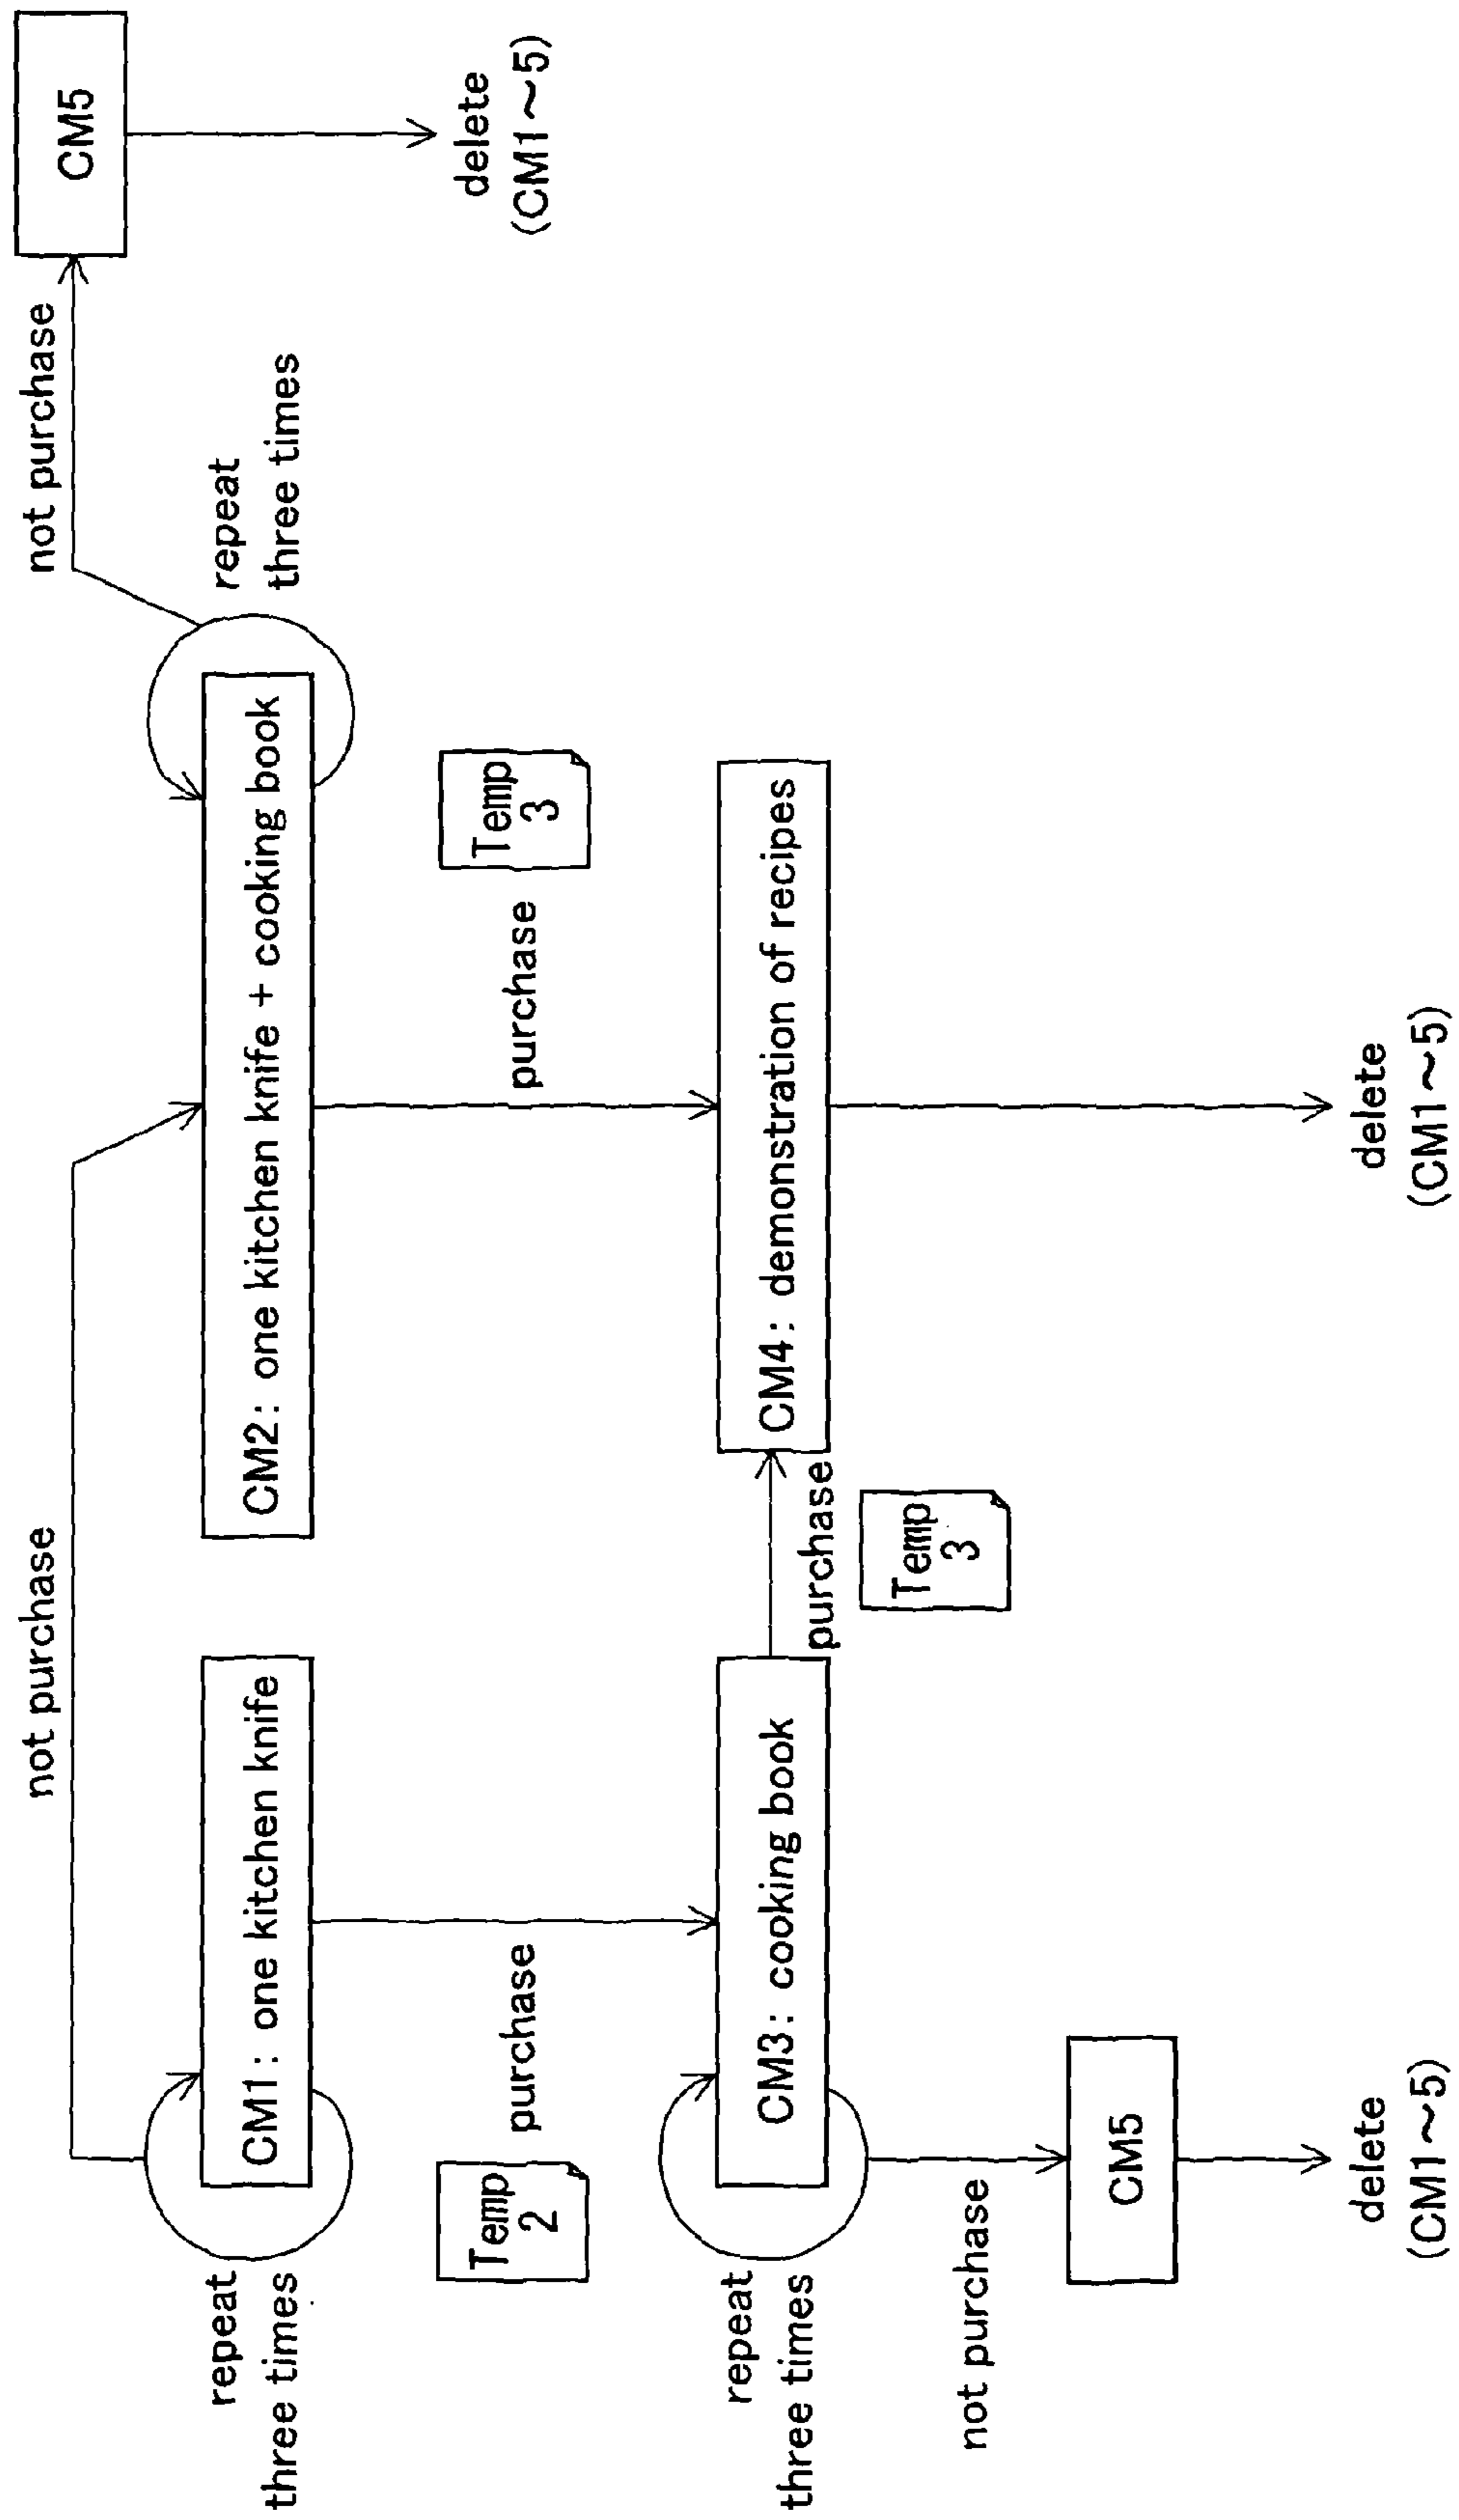 not purchase
not purchase
CM5
delete
(CM1~5)
repeat
three times
CM1: one kitchen knife
CM2: one kitchen knife + cooking book
repeat
three times
Temp
2
purchase
purchase
Temp
3
repeat
three times
CM3: cooking book
purchase
Temp
3
CM4: demonstration of recipes
not purchase
CM5
delete
(CM1~5)
delete
(CM1~5)